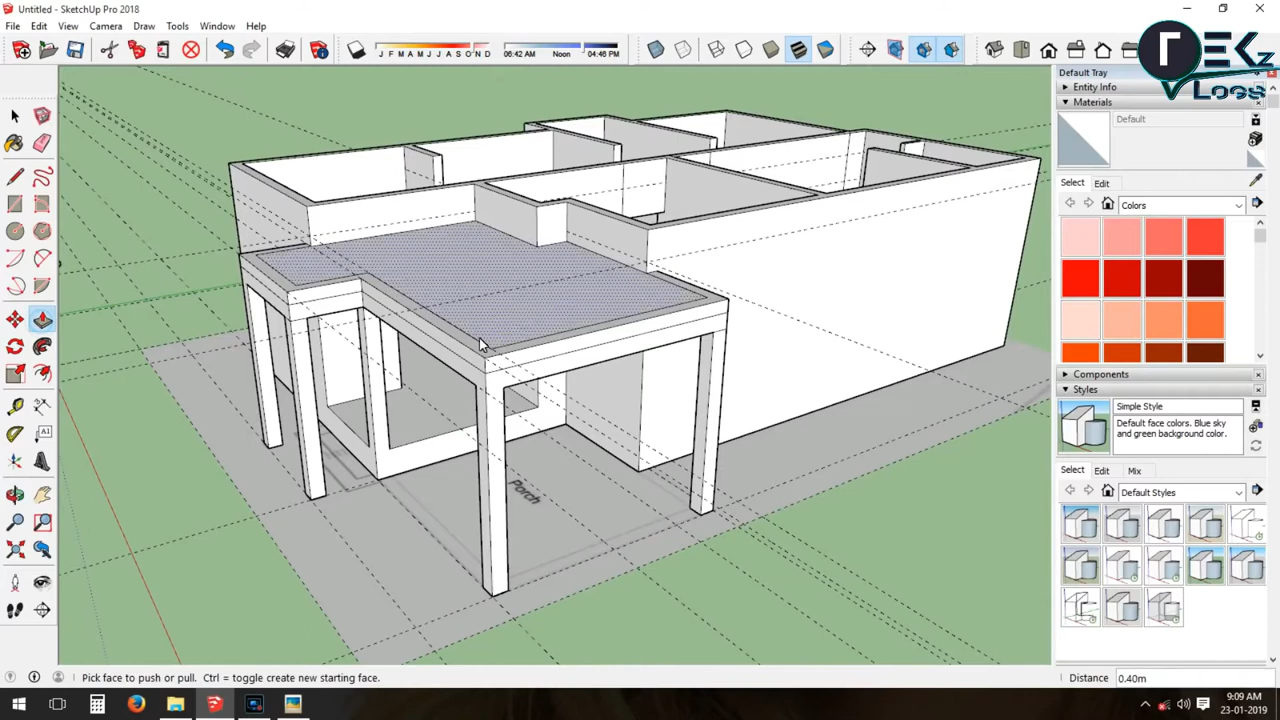 Untitled - SketchUp Pro 2018
File Edit View Camera Draw Tools Window Help
J F M A M J J A S O N D
06:42 AM Noon 04:46 PM
TEKz
VLogs
Default Tray
Entity Info
Materials
Default
Select Edit
Colors
Components
Styles
Simple Style
Default face colors. Blue sky
and green background color.
Select Edit Mix
Default Styles
Porch
A1
Pick face to push or pull. Ctrl = toggle create new starting face.
Distance 0.40m
9:09 AM
23-01-2019